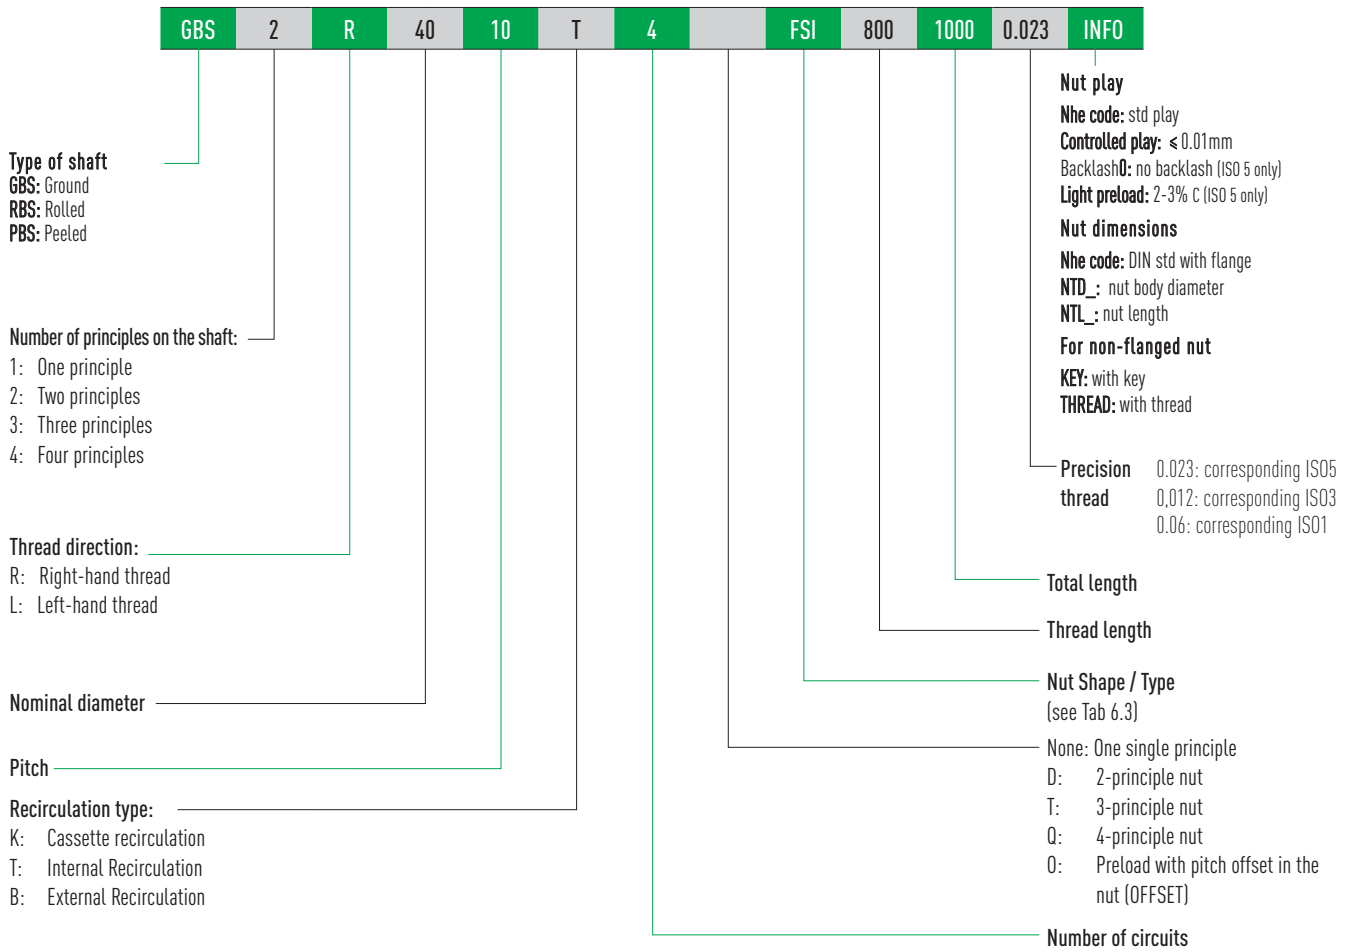 GBS 2 R 40 10 T 4 FSI 800 1000 0.023 INFO
Type of shaft
GBS: Ground
RBS: Rolled
PBS: Peeled
Number of principles on the shaft:
1: One principle
2: Two principles
3: Three principles
4: Four principles
Thread direction:
R: Right-hand thread
L: Left-hand thread
Nominal diameter
Pitch
Recirculation type:
K: Cassette recirculation
T: Internal Recirculation
B: External Recirculation
Nut play
Nhe code: std play
Controlled play: ≤ 0.01mm
Backlash0: no backlash (ISO 5 only)
Light preload: 2-3% C (ISO 5 only)
Nut dimensions
Nhe code: DIN std with flange
NTD_: nut body diameter
NTL_: nut length
For non-flanged nut
KEY: with key
THREAD: with thread
Precision 0.023: corresponding ISO5
thread 0,012: corresponding ISO3
0.06: corresponding ISO1
Total length
Thread length
Nut Shape / Type
(see Tab 6.3)
None: One single principle
D: 2-principle nut
T: 3-principle nut
Q: 4-principle nut
O: Preload with pitch offset in the
nut (OFFSET)
Number of circuits